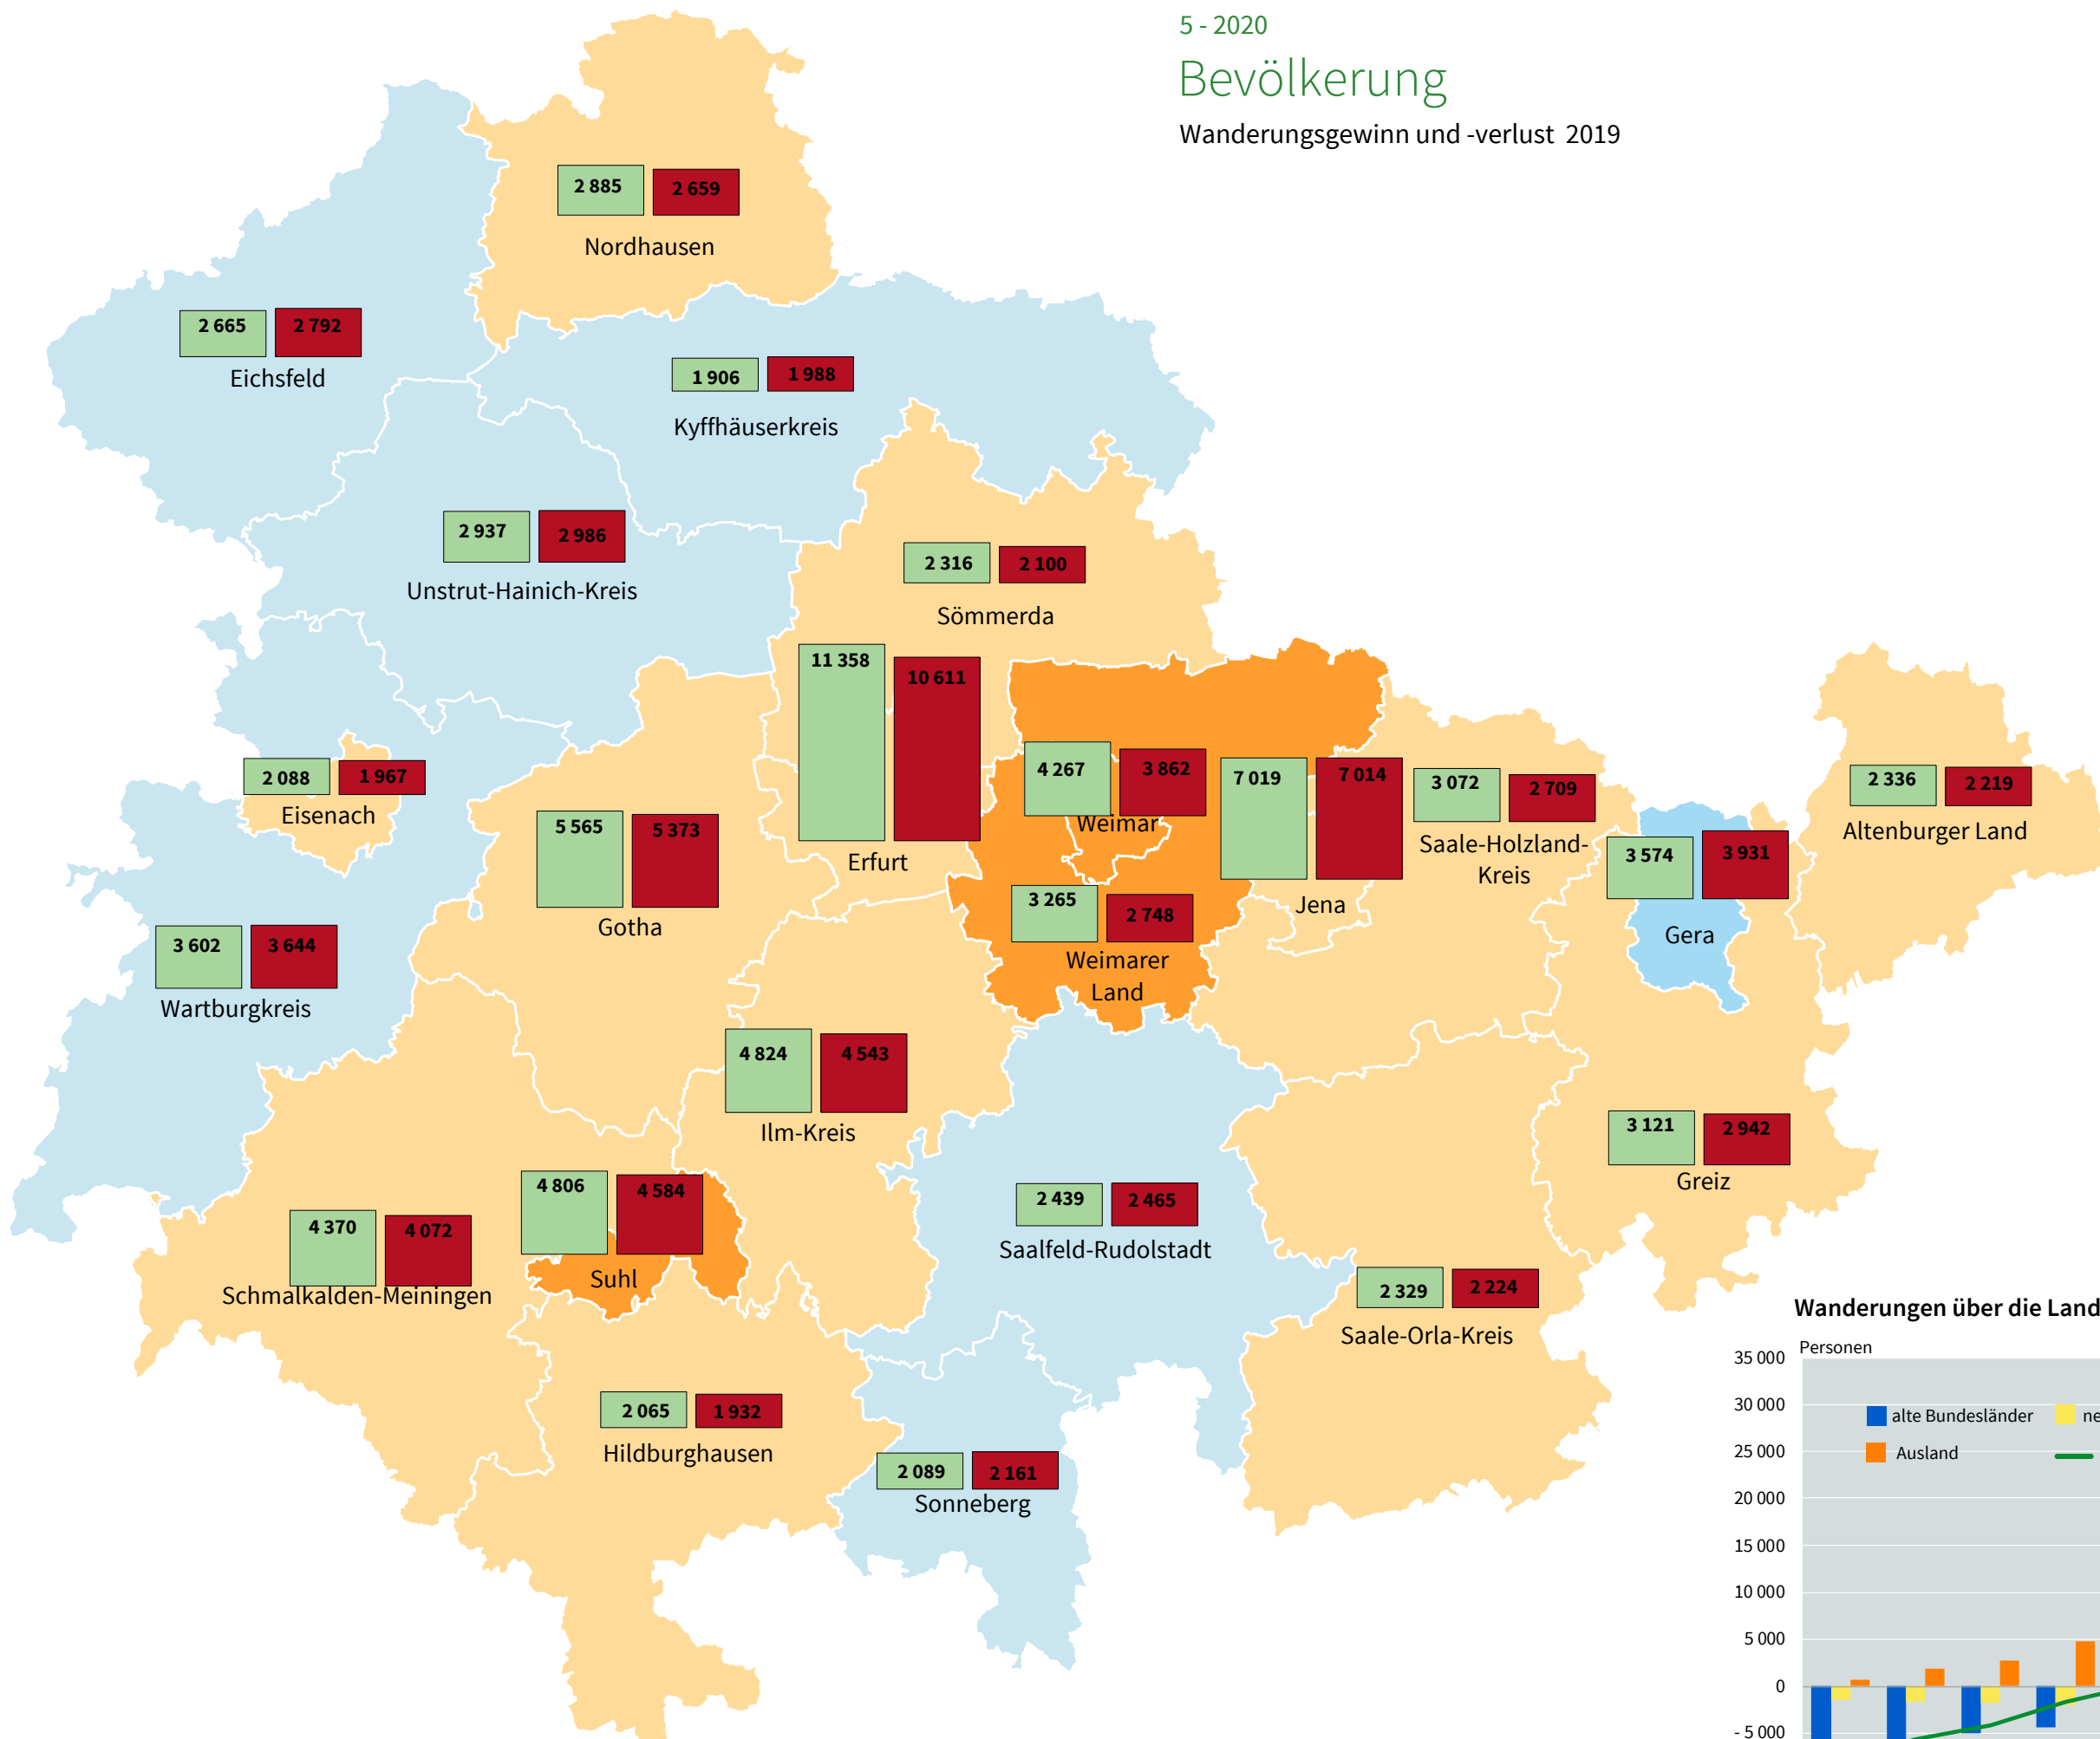 5 - 2020
Bevölkerung
Wanderungsgewinn und -verlust 2019
2 885 2 659
Nordhausen
2 665 2 792
Eichsfeld
1 906 1 988
Kyffhäuserkreis
2 937 2 986
Unstrut-Hainich-Kreis
2 316 2 100
Sömmerda
11 358 10 611
Erfurt
4 267 3 862
Weimar
7 019 7 014
Jena
3 072 2 709
Saale-Holzland-
Kreis
2 336 2 219
Altenburger Land
2 088 1 967
Eisenach
5 565 5 373
Gotha
3 574 3 931
Gera
3 265 2 748
Weimarer
Land
3 602 3 644
Wartburgkreis
4 824 4 543
Ilm-Kreis
3 121 2 942
Greiz
4 806 4 584
Suhl
4 370 4 072
Schmalkalden-Meiningen
2 439 2 465
Saalfeld-Rudolstadt
2 329 2 224
Saale-Orla-Kreis
2 065 1 932
Hildburghausen
2 089 2 161
Sonneberg
Wanderungen über die Land
Personen
35 000
30 000
alte Bundesländer ne
25 000
Ausland
20 000
15 000
10 000
5 000
0
- 5 000